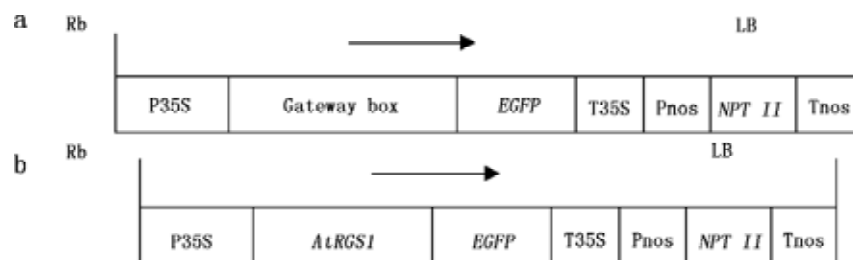 a Rb LB
P35S Gateway box EGFP T35S Pnos NPT II Tnos
b Rb LB
P35S AtRGS1 EGFP T35S Pnos NPT II Tnos